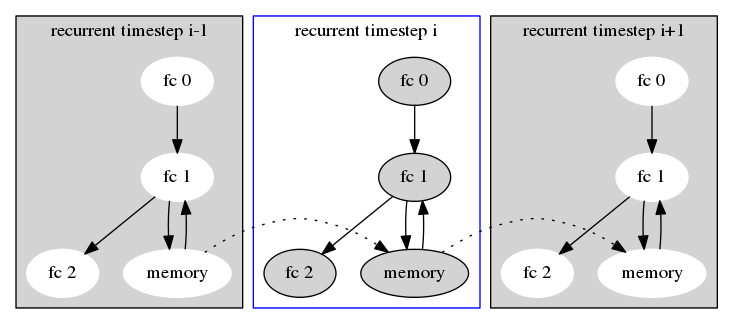 recurrent timestep i-1
fc 0
fc 1
fc 2
memory
recurrent timestep i
fc 0
fc 1
fc 2
memory
recurrent timestep i+1
fc 0
fc 1
fc 2
memory